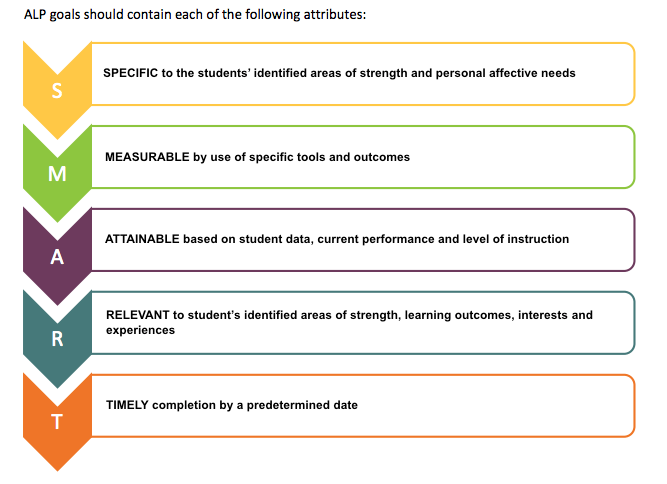 ALP goals should contain each of the following attributes:
S
SPECIFIC to the students' identified areas of strength and personal affective needs
M
MEASURABLE by use of specific tools and outcomes
A
ATTAINABLE based on student data, current performance and level of instruction
R
RELEVANT to student's identified areas of strength, learning outcomes, interests and
experiences
T
TIMELY completion by a predetermined date